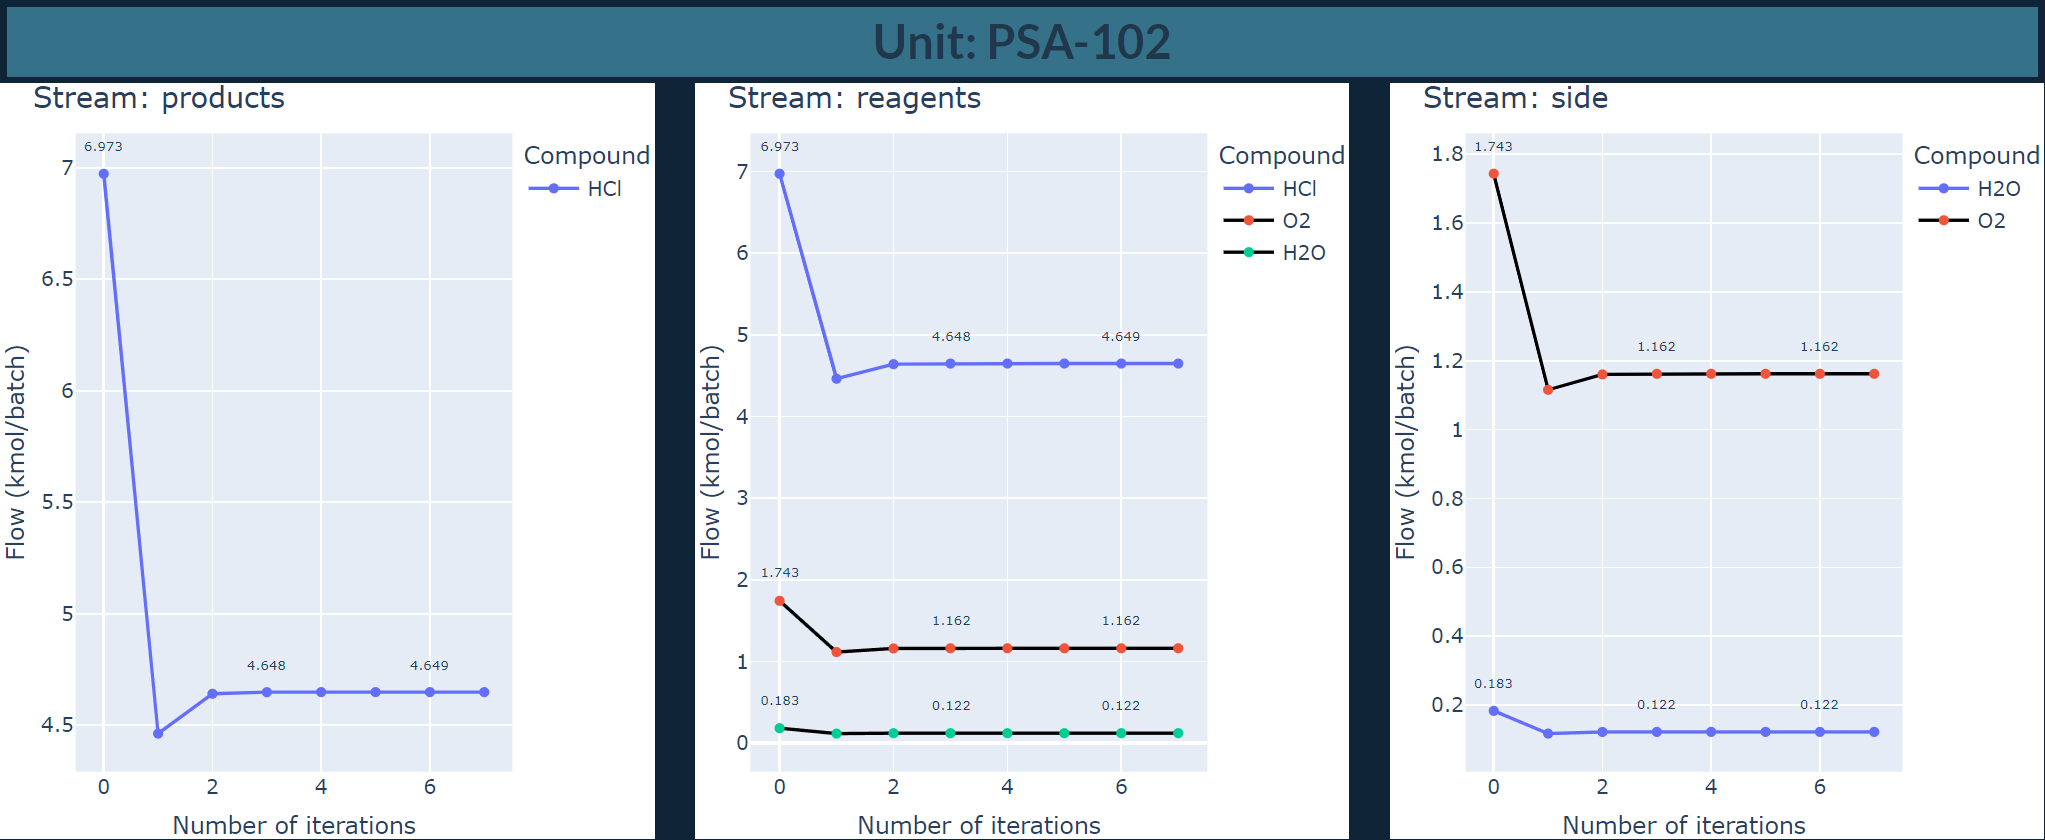 Unit: PSA-102
Stream: products
6.973
7
6.5
6
5.5
5
4.5
4.648
4.649
0
2
4
6
Flow (kmol/batch)
Number of iterations
Compound
HCl
Stream: reagents
6.973
7
6
5
4
3
2
1
0
4.648
4.649
1.743
1.162
1.162
0.183
0.122
0.122
0
2
4
6
Flow (kmol/batch)
Number of iterations
Compound
HCl
O2
H2O
Stream: side
1.743
1.8
1.6
1.4
1.2
1
0.8
0.6
0.4
0.2
1.162
1.162
0.183
0.122
0.122
0
2
4
6
Flow (kmol/batch)
Number of iterations
Compound
H2O
O2